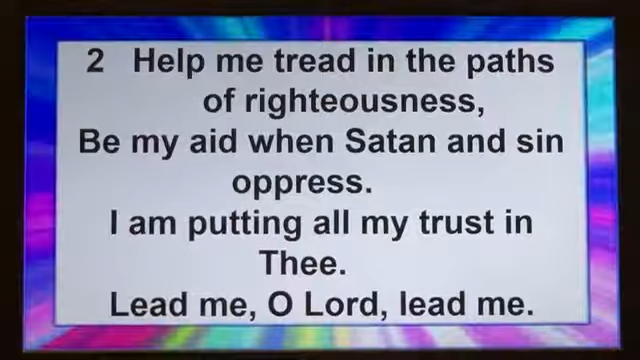 2 Help me tread in the paths
of righteousness,
Be my aid when Satan and sin
oppress.
I am putting all my trust in
Thee.
Lead me, O Lord, lead me.